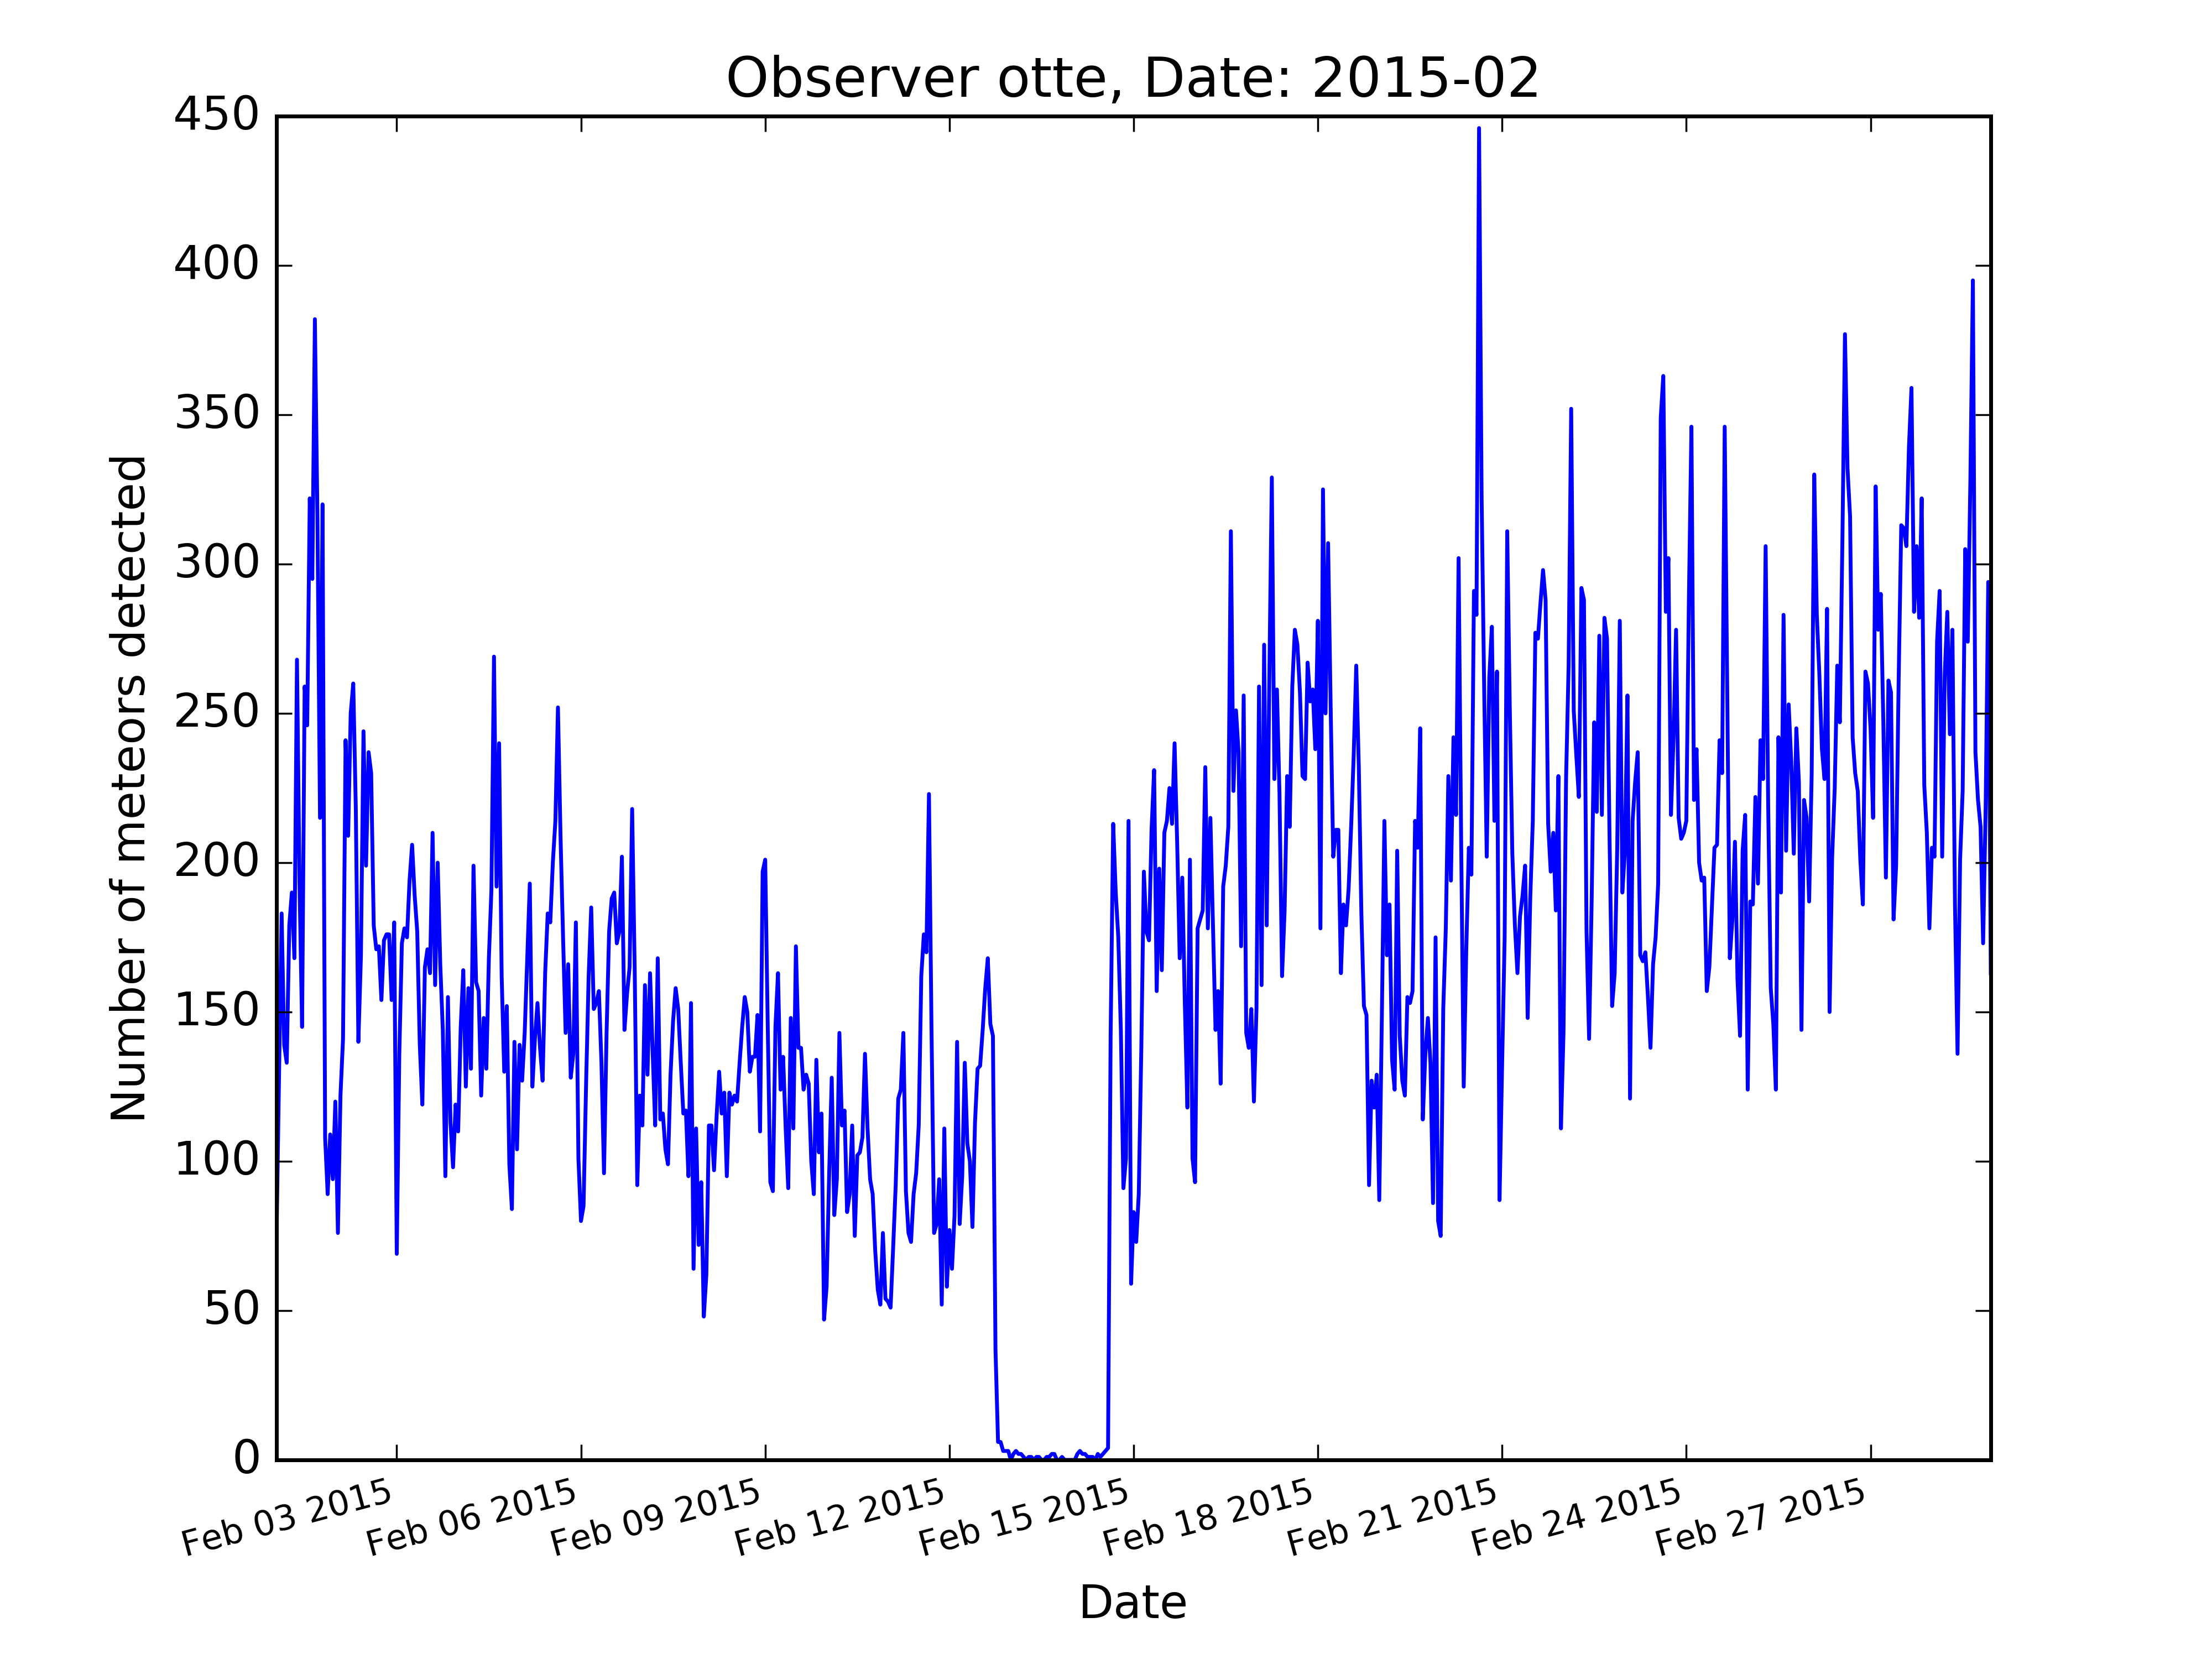 Observer otte, Date: 2015-02
450
400
350
300
250
200
150
100
50
0
Number of meteors detected
Feb 03 2015
Feb 06 2015
Feb 09 2015
Feb 12 2015
Feb 15 2015
Feb 18 2015
Feb 21 2015
Feb 24 2015
Feb 27 2015
Date